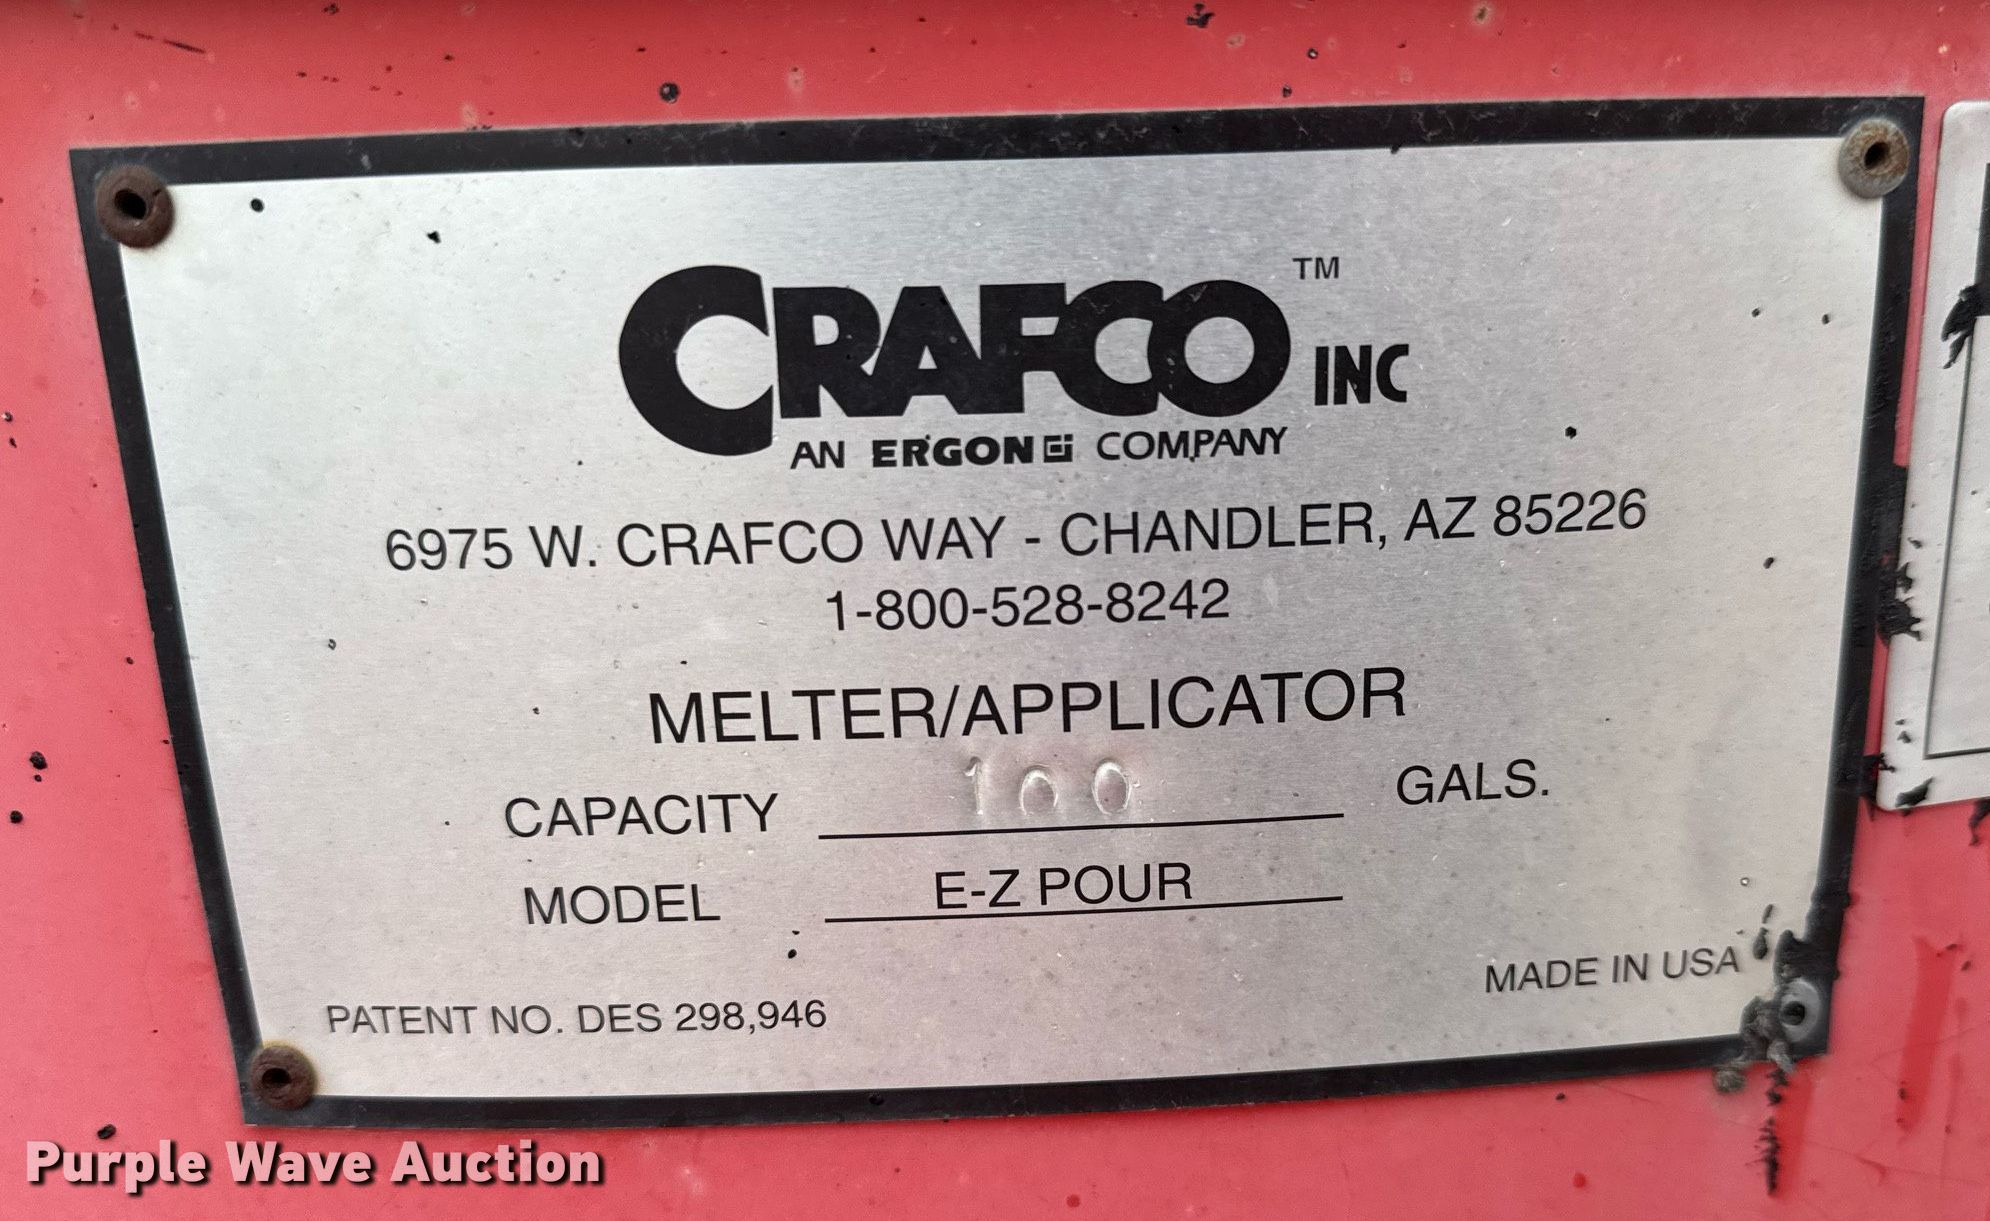 CRAFCO™ INC
AN ERGON COMPANY
6975 W. CRAFCO WAY - CHANDLER, AZ 85226
1-800-528-8242
MELTER/APPLICATOR
CAPACITY 100 GALS.
MODEL E-Z POUR
MADE IN USA
PATENT NO. DES 298,946
Purple Wave Auction